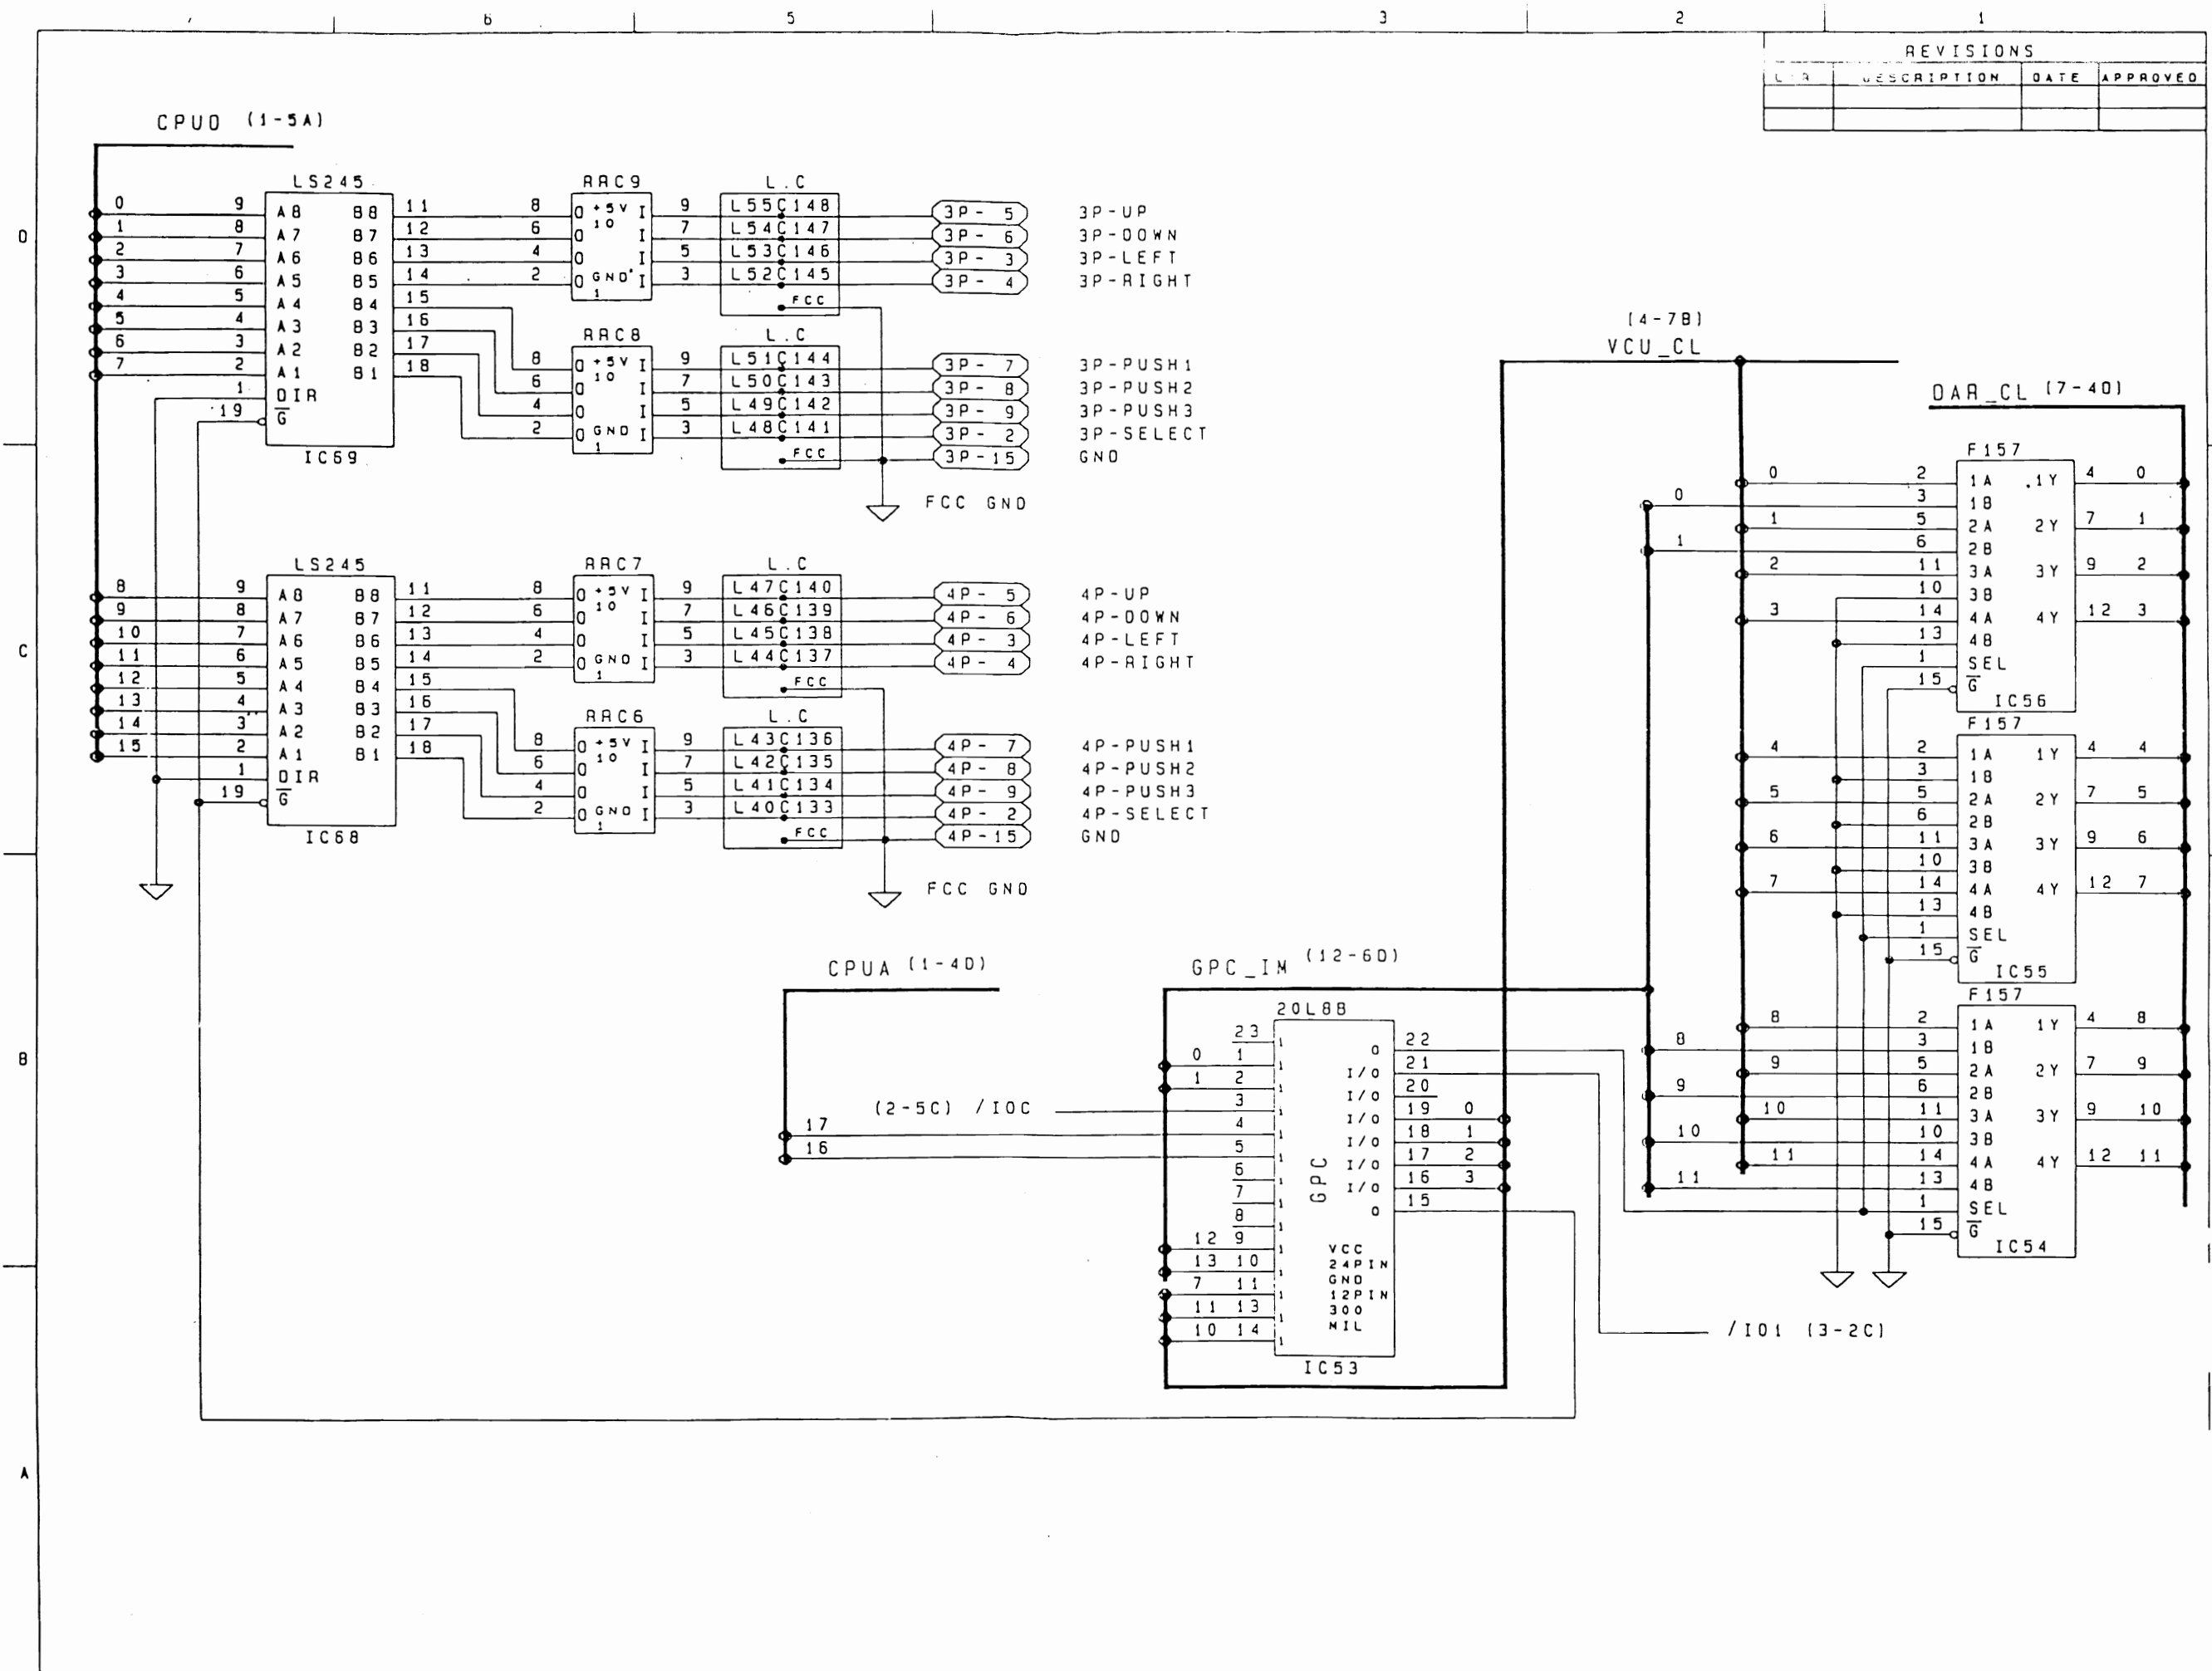 6
5
3
2
1
REVISIONS
DESCRIPTION DATE APPROVED
D
C
B
A
CPUD (1-5A)
LS245
0 9 A8 B8 11
1 8 A7 B7 12
2 7 A6 B6 13
3 6 A5 B5 14
4 5 A4 B4 15
5 4 A3 B3 16
6 3 A2 B2 17
7 2 A1 B1 18
1 DIR
19 G
IC69
RRC9
8 O +5V I 9
6 O 10 I 7
4 O I 5
2 O GND I 3
1
L.C
L55C148
L54C147
L53C146
L52C145
FCC
3P- 5 3P-UP
3P- 6 3P-DOWN
3P- 3 3P-LEFT
3P- 4 3P-RIGHT
RRC8
8 O +5V I 9
6 O 10 I 7
4 O I 5
2 O GND I 3
1
L.C
L51C144
L50C143
L49C142
L48C141
FCC
3P- 7 3P-PUSH1
3P- 8 3P-PUSH2
3P- 9 3P-PUSH3
3P- 2 3P-SELECT
3P-15 GND
FCC GND
LS245
8 9 A8 B8 11
9 8 A7 B7 12
10 7 A6 B6 13
11 6 A5 B5 14
12 5 A4 B4 15
13 4 A3 B3 16
14 3 A2 B2 17
15 2 A1 B1 18
1 DIR
19 G
IC68
RRC7
8 O +5V I 9
6 O 10 I 7
4 O I 5
2 O GND I 3
1
L.C
L47C140
L46C139
L45C138
L44C137
FCC
4P- 5 4P-UP
4P- 6 4P-DOWN
4P- 3 4P-LEFT
4P- 4 4P-RIGHT
RRC6
8 O +5V I 9
6 O 10 I 7
4 O I 5
2 O GND I 3
1
L.C
L43C136
L42C135
L41C134
L40C133
FCC
4P- 7 4P-PUSH1
4P- 8 4P-PUSH2
4P- 9 4P-PUSH3
4P- 2 4P-SELECT
4P-15 GND
FCC GND
CPUA (1-4D)
17
16
(2-5C) /IOC
GPC_IM (12-6D)
20L8B
23 I
0 1 I
1 2 I
3 I
4 I
5 I
6 I
7 I
8 I
12 9 I
13 10 I
7 11 I
11 13 I
10 14 I
O 22
I/O 21
I/O 20
I/O 19 0
I/O 18 1
I/O 17 2
I/O 16 3
O 15
GPC
VCC
24PIN
GND
12PIN
300
MIL
IC53
/IO1 (3-2C)
(4-7B)
VCU_CL
DAR_CL (7-4D)
F157
0 2 1A 1Y 4 0
0 3 1B
1 5 2A 2Y 7 1
1 6 2B
2 11 3A 3Y 9 2
10 3B
3 14 4A 4Y 12 3
13 4B
1 SEL
15 G
IC56
F157
4 2 1A 1Y 4 4
3 1B
5 5 2A 2Y 7 5
6 2B
6 11 3A 3Y 9 6
10 3B
7 14 4A 4Y 12 7
13 4B
1 SEL
15 G
IC55
F157
8 2 1A 1Y 4 8
8 3 1B
9 5 2A 2Y 7 9
9 6 2B
10 11 3A 3Y 9 10
10 10 3B
11 14 4A 4Y 12 11
11 13 4B
1 SEL
15 G
IC54